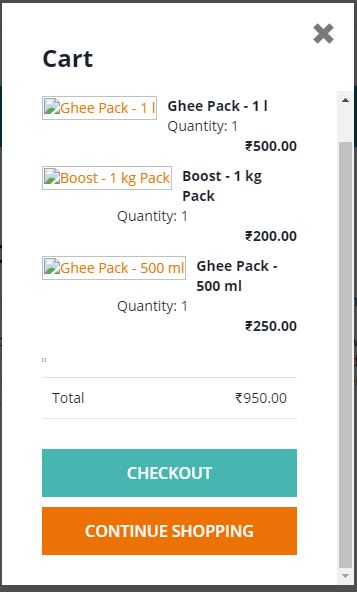 Cart
Ghee Pack - 1 l
Ghee Pack - 1 l
Quantity: 1
₹500.00
Boost - 1 kg Pack
Boost - 1 kg
Pack
Quantity: 1
₹200.00
Ghee Pack - 500 ml
Ghee Pack -
500 ml
Quantity: 1
₹250.00
Total ₹950.00
CHECKOUT
CONTINUE SHOPPING